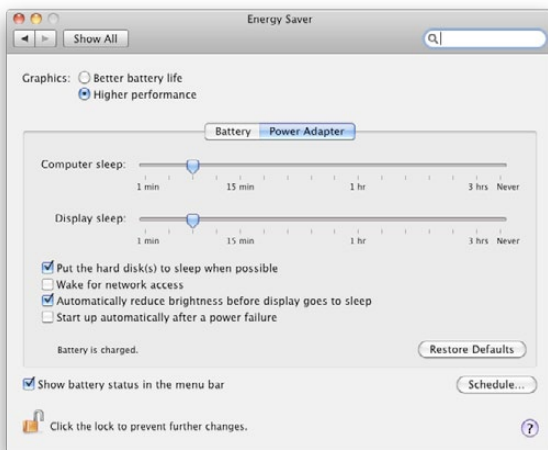 Energy Saver
Show All
Graphics: Better battery life
Higher performance
Battery Power Adapter
Computer sleep:
1 min 15 min 1 hr 3 hrs Never
Display sleep:
1 min 15 min 1 hr 3 hrs Never
Put the hard disk(s) to sleep when possible
Wake for network access
Automatically reduce brightness before display goes to sleep
Start up automatically after a power failure
Battery is charged. Restore Defaults
Show battery status in the menu bar Schedule...
Click the lock to prevent further changes. ?